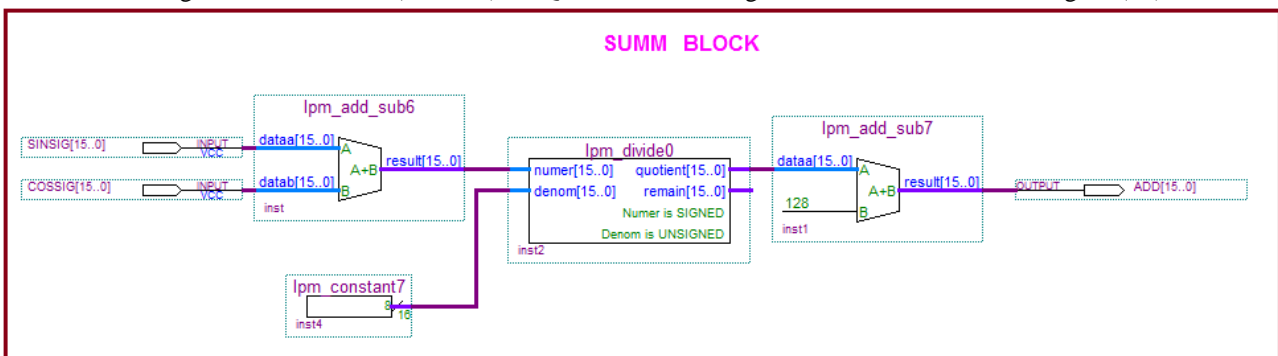 SUMM BLOCK
lpm_add_sub6
SINSIG[15..0]
INPUT
VCC
dataa[15..0]
A
A+B
result[15..0]
COSSIG[15..0]
INPUT
VCC
datab[15..0]
B
inst
lpm_divide0
numer[15..0]
quotient[15..0]
denom[15..0]
remain[15..0]
Numer is SIGNED
Denom is UNSIGNED
inst2
lpm_add_sub7
dataa[15..0]
A
A+B
result[15..0]
128
B
inst1
OUTPUT
ADD[15..0]
lpm_constant7
8
16
inst4